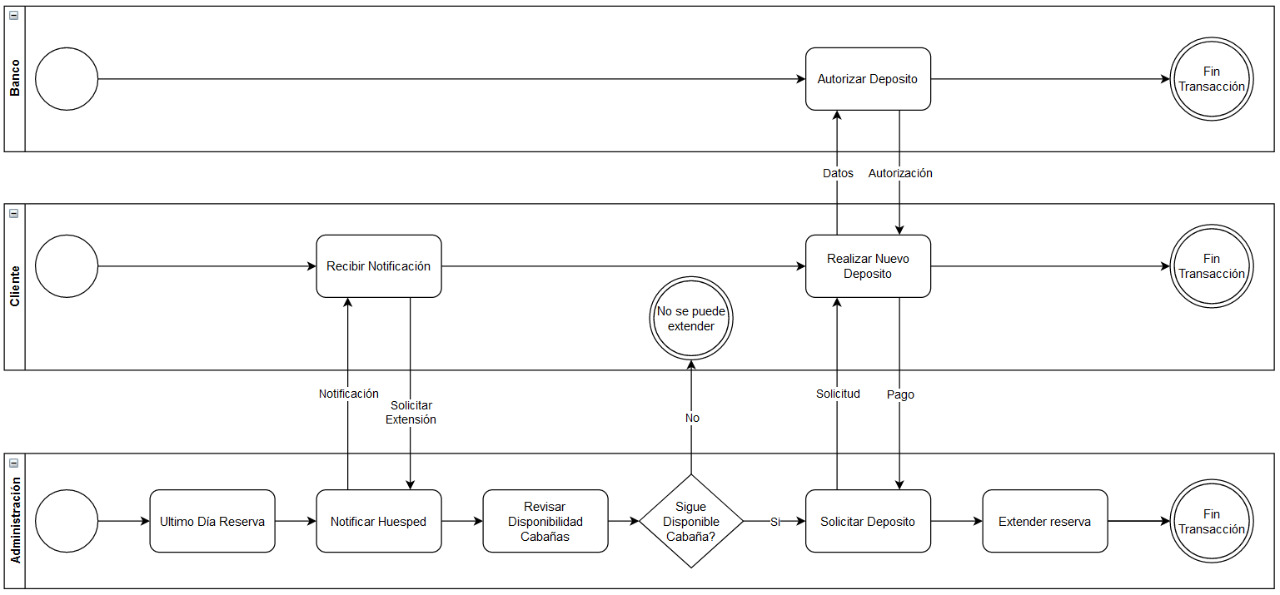 Banco
Autorizar Deposito
Fin
Transacción
Datos
Autorización
Cliente
Recibir Notificación
Realizar Nuevo
Deposito
Fin
Transacción
No se puede
extender
Notificación
Solicitar
Extensión
No
Solicitud
Pago
Administración
Ultimo Día Reserva
Notificar Huesped
Revisar
Disponibilidad
Cabañas
Sigue
Disponible
Cabaña?
Si
Solicitar Deposito
Extender reserva
Fin
Transacción